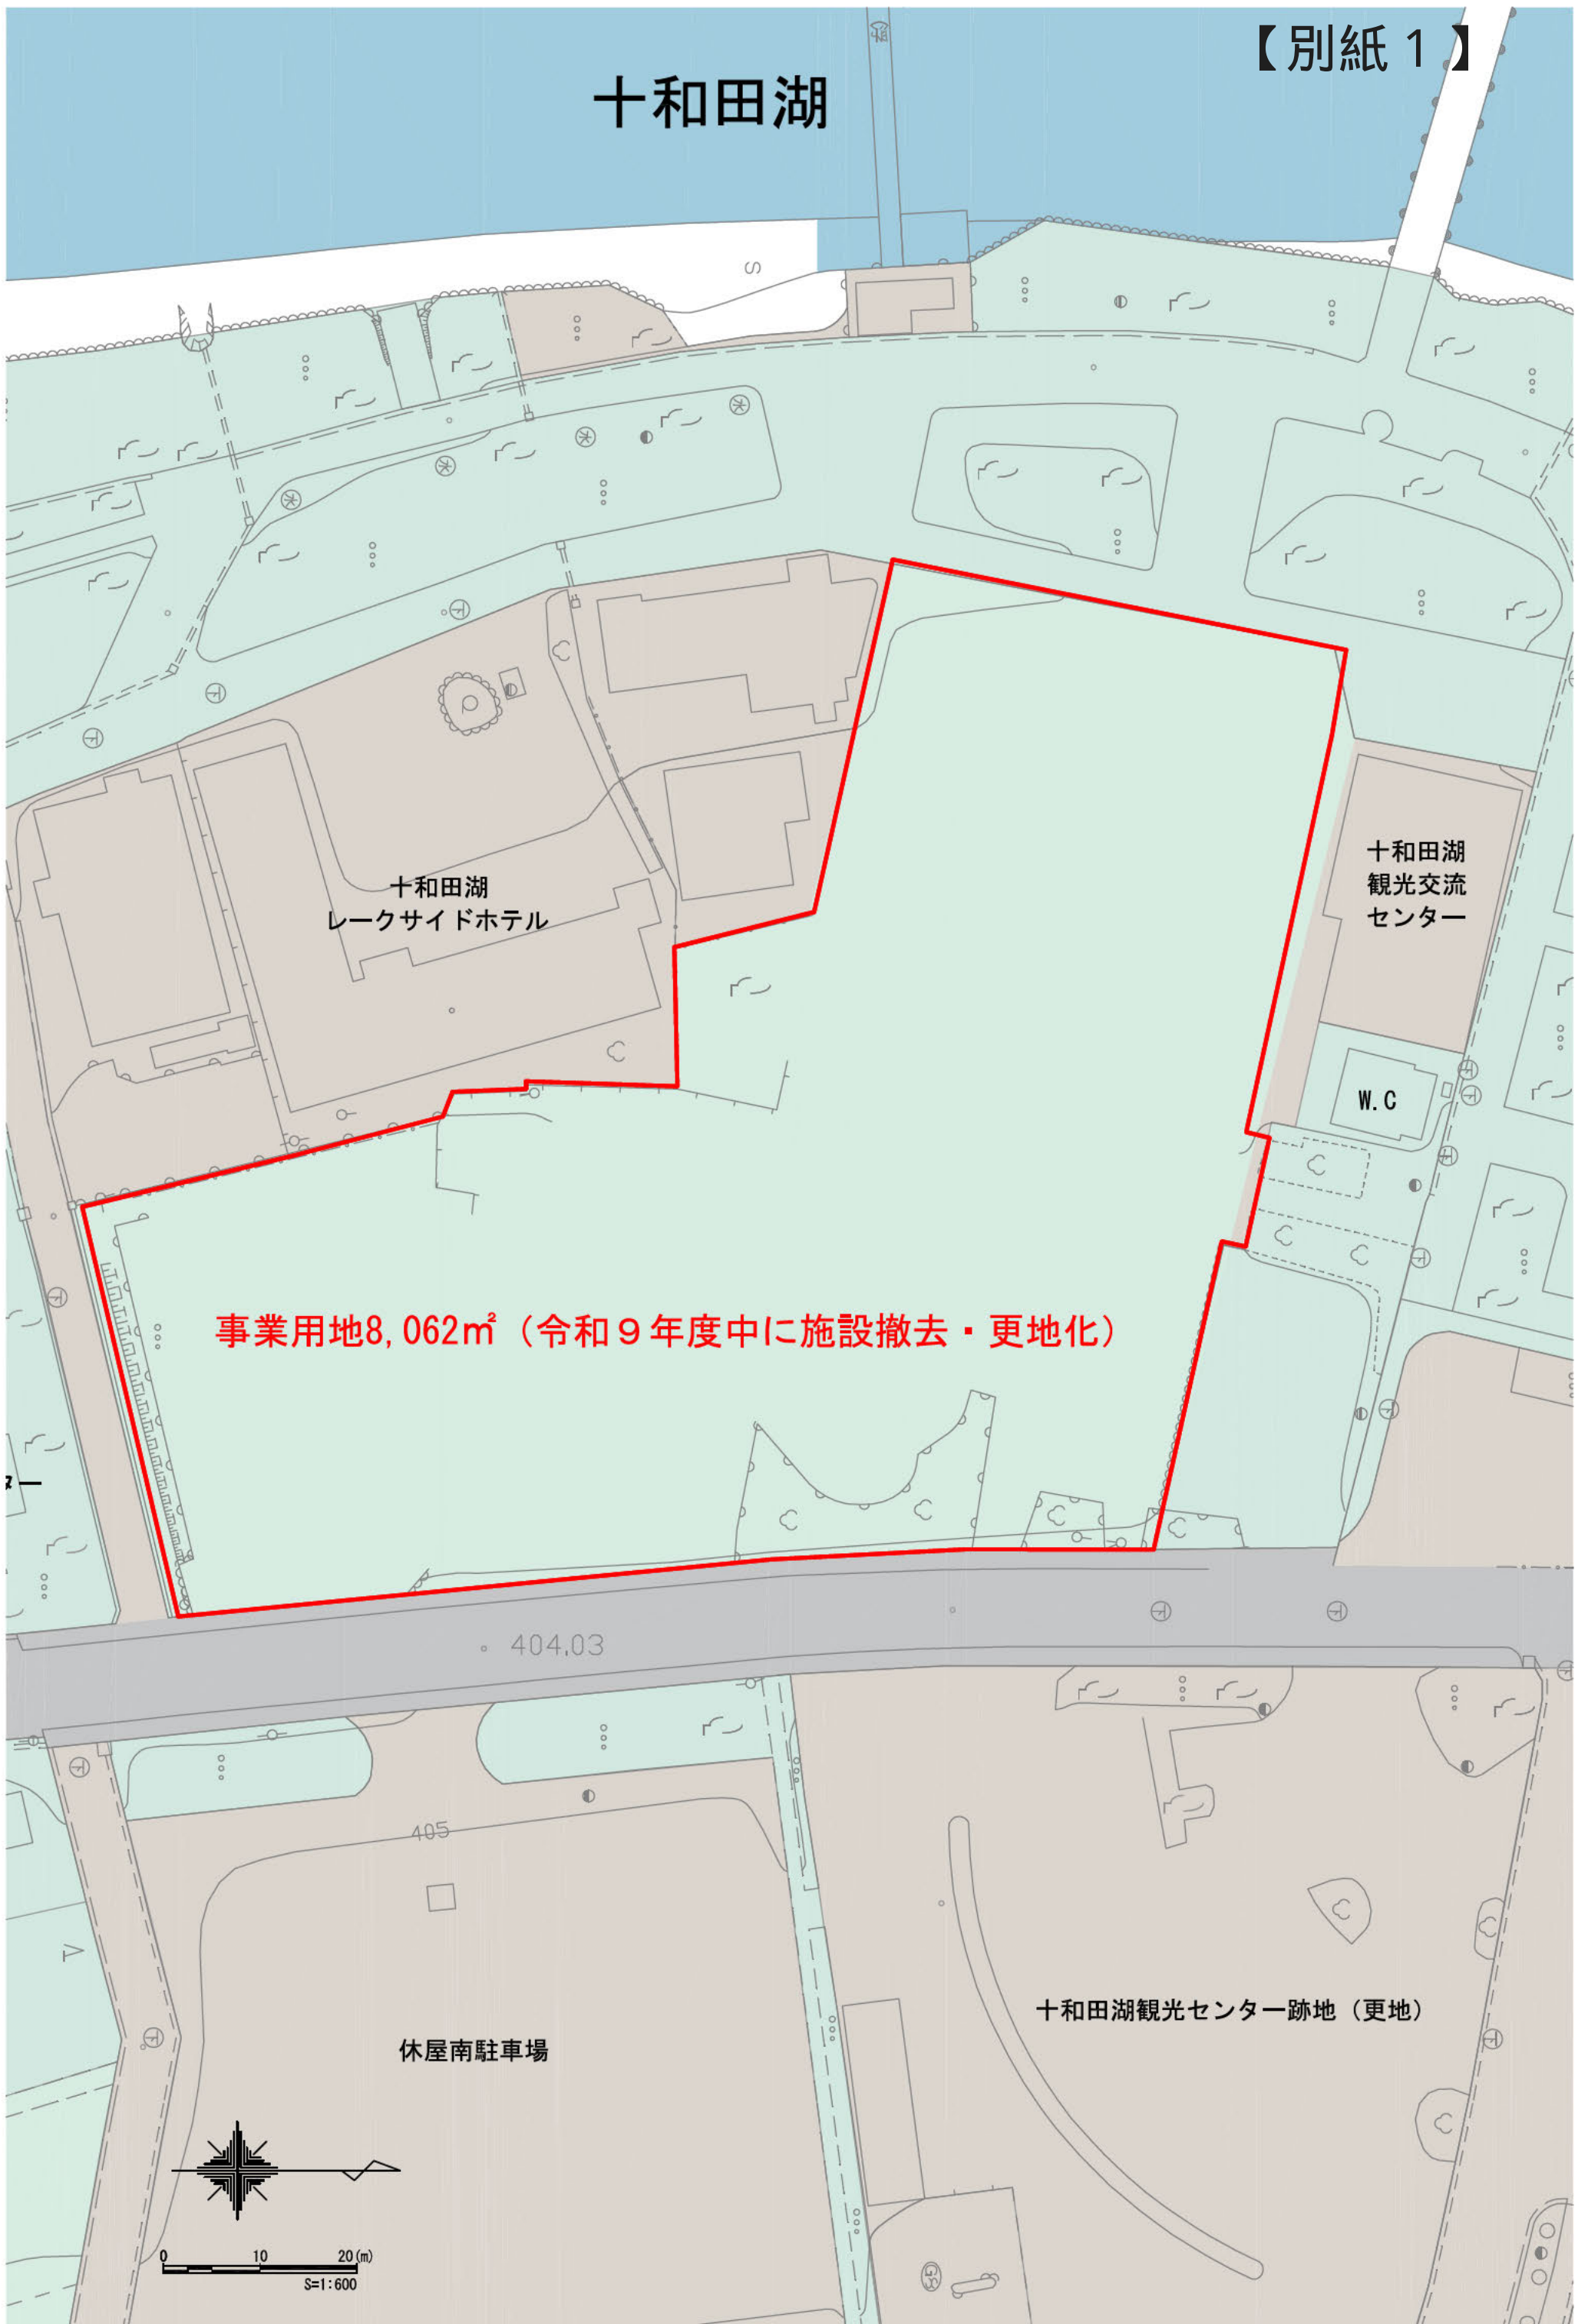 【別紙１】
十和田湖
十和田湖
レークサイドホテル
十和田湖
観光交流
センター
W.C
事業用地8,062㎡（令和９年度中に施設撤去・更地化）
ター
404.03
405
十和田湖観光センター跡地（更地）
休屋南駐車場
0 10 20(m)
S=1:600
GS